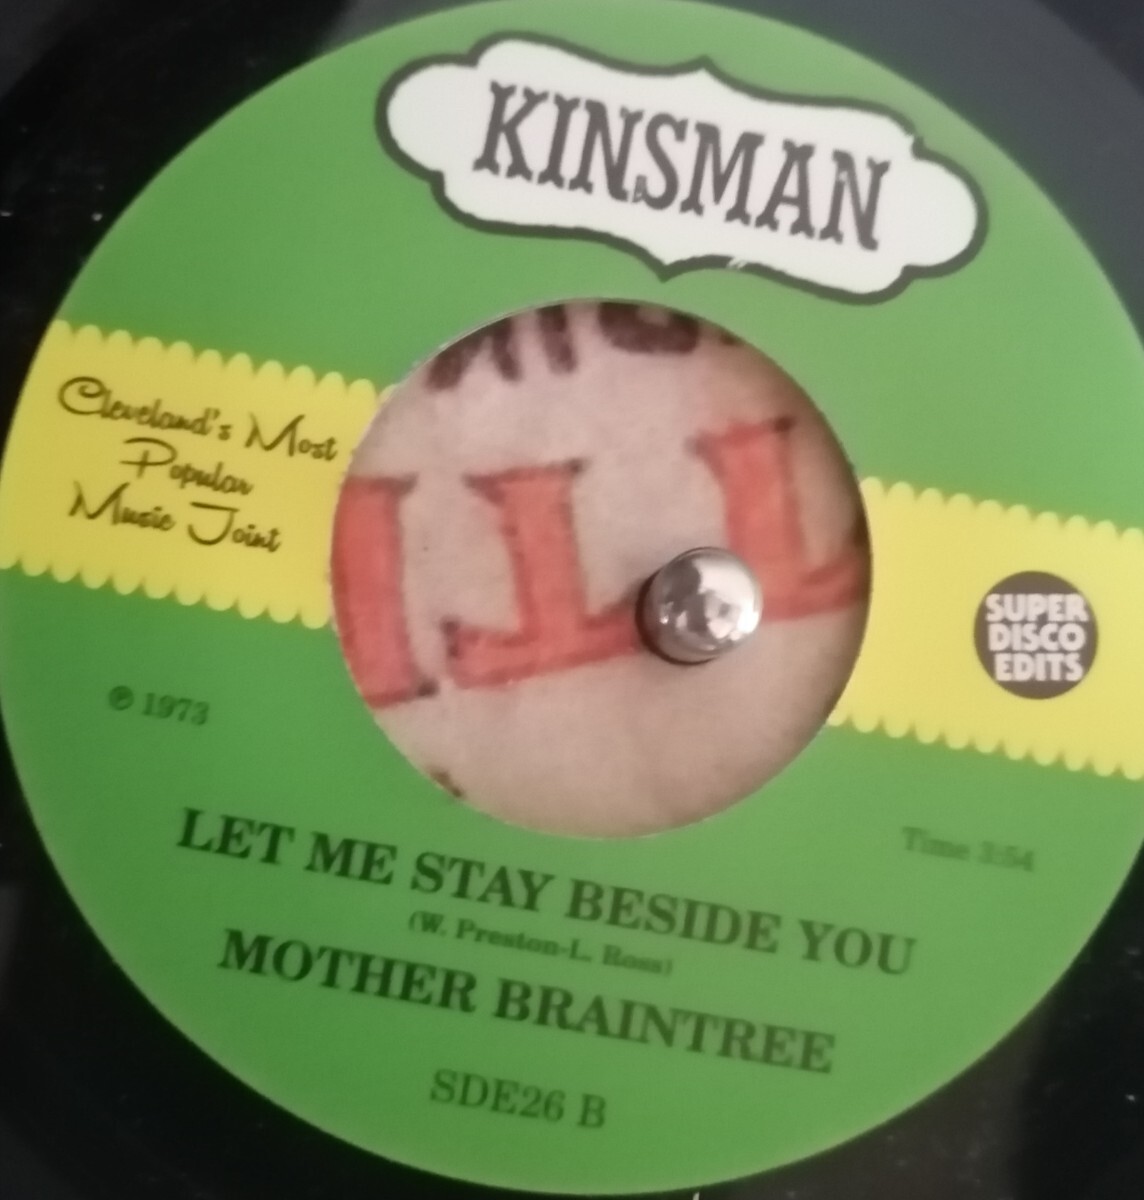 KINSMAN
Cleveland's Most
Popular
Music Joint
SUPER
DISCO
EDITS
℗ 1973
Time 3:54
LET ME STAY BESIDE YOU
(W. Preston-L. Ross)
MOTHER BRAINTREE
SDE26 B